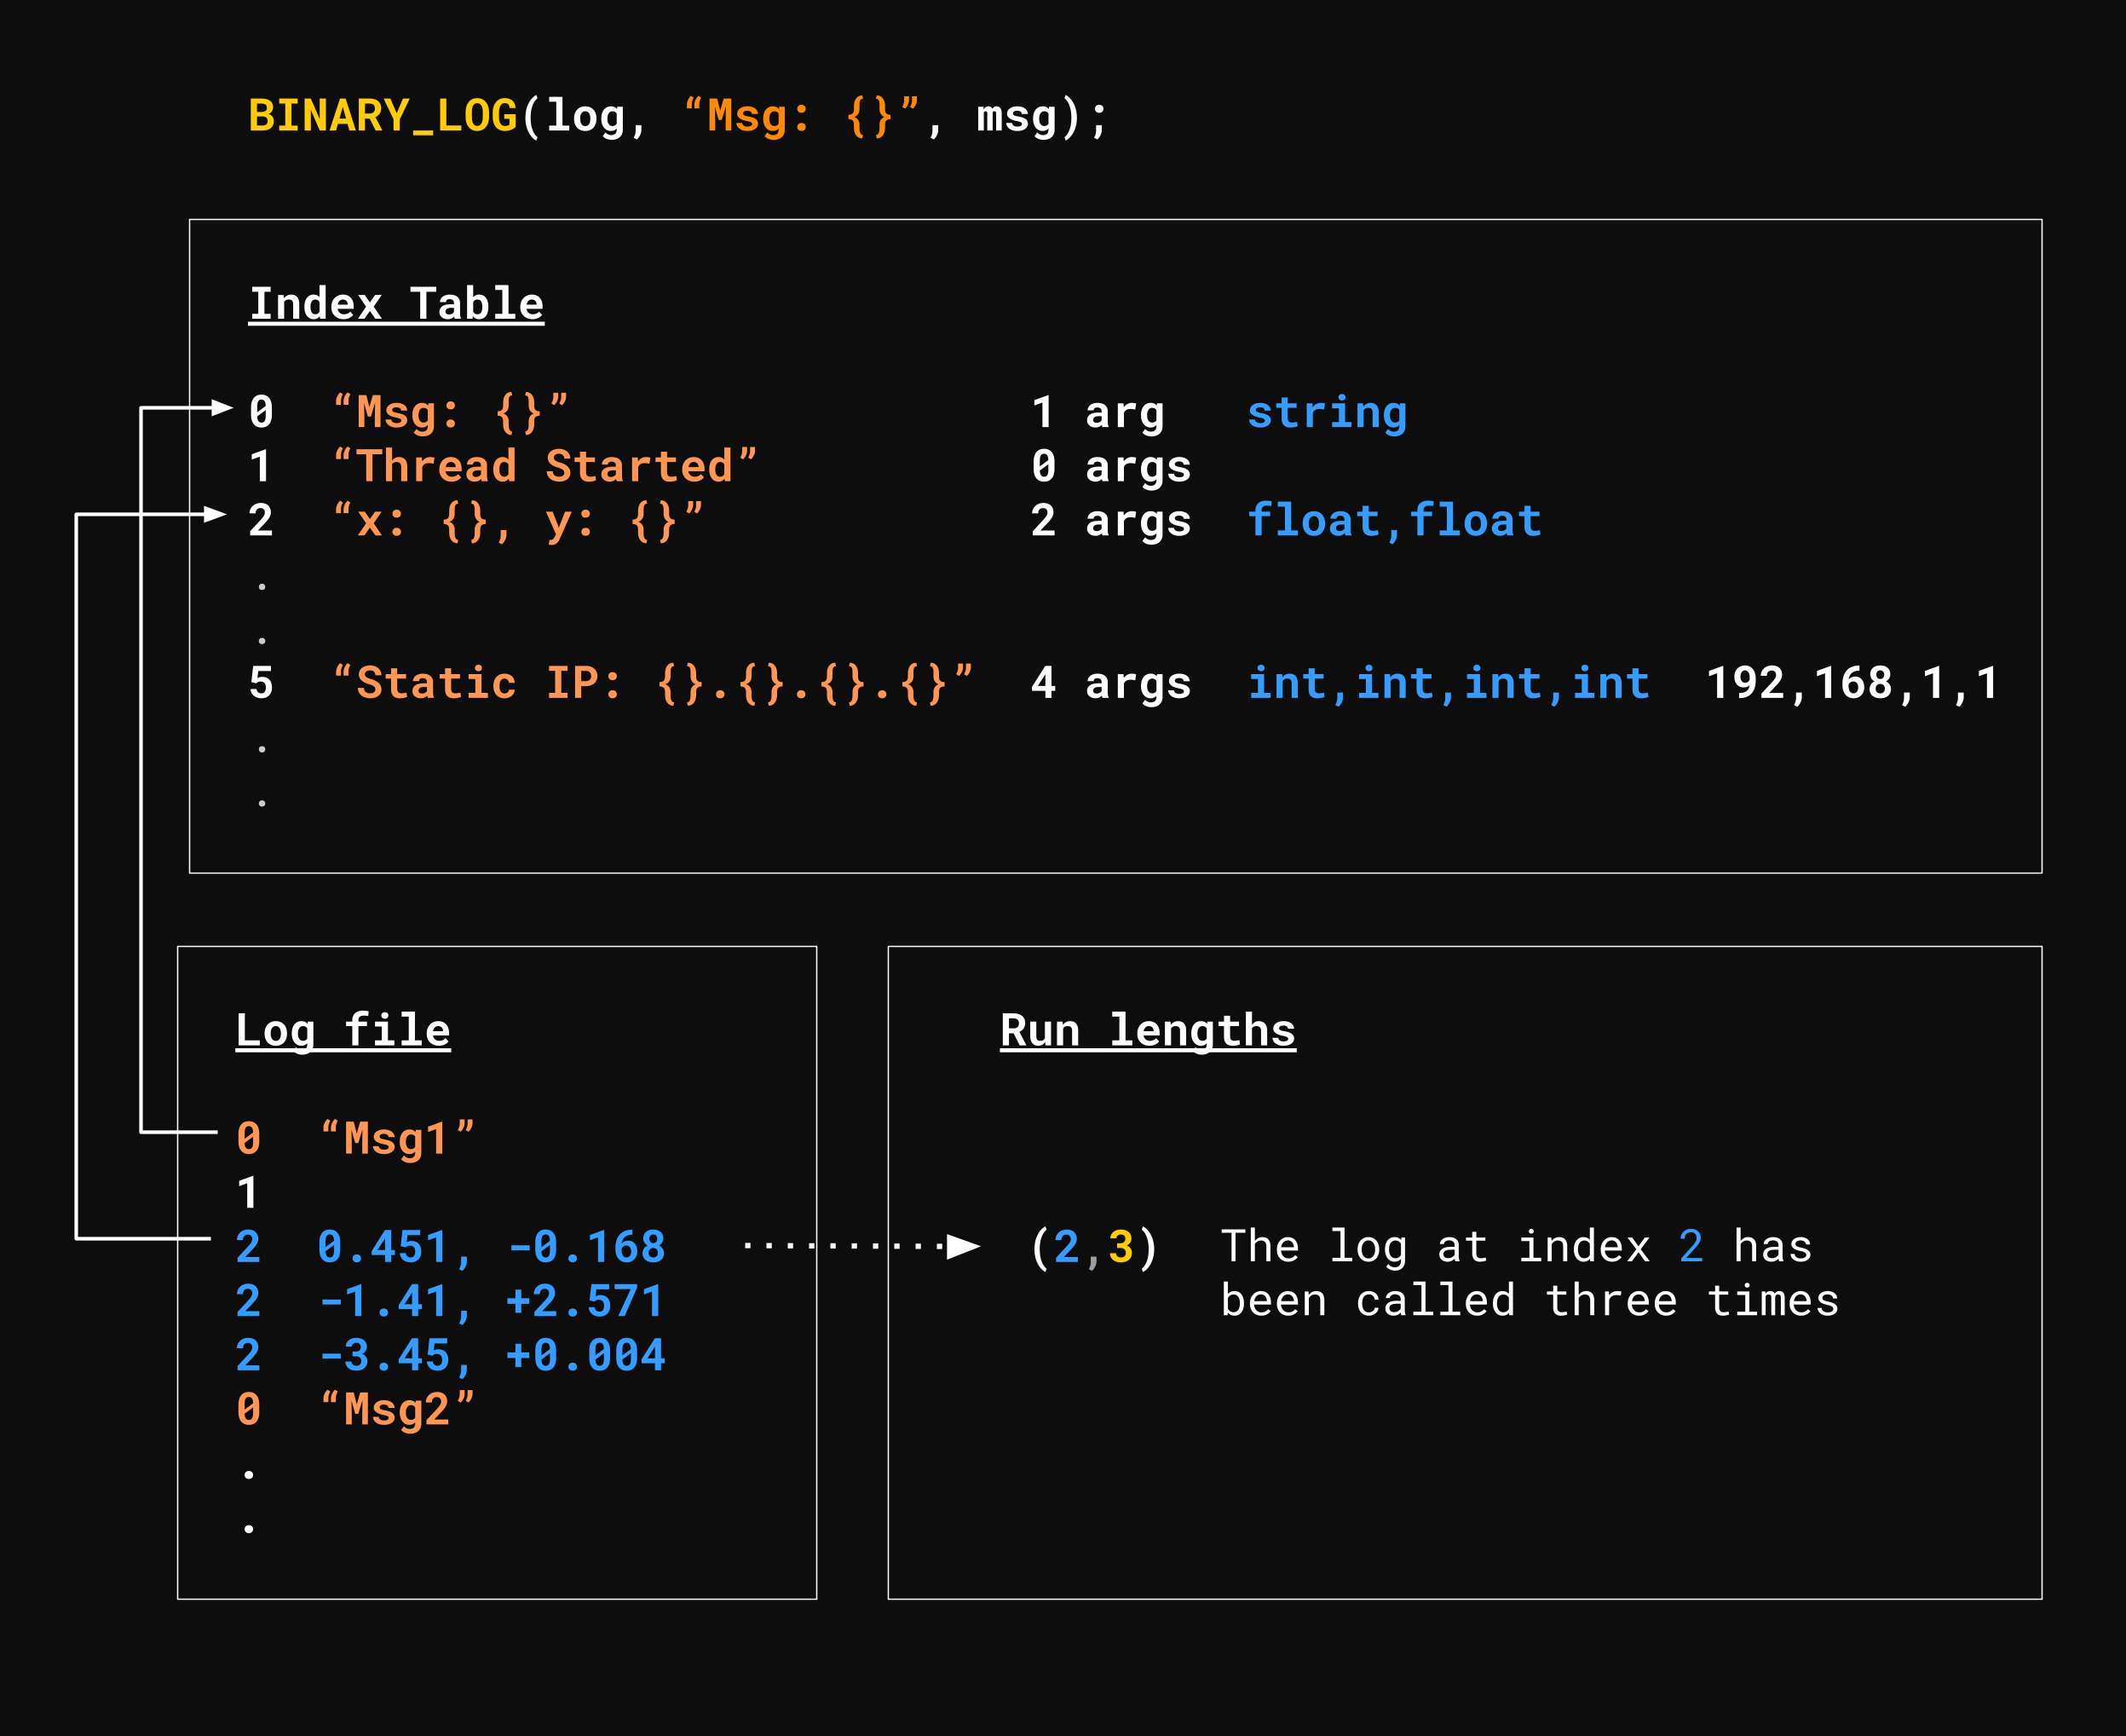 BINARY_LOG(log, “Msg: {}”, msg);
Index Table
0 “Msg: {}” 1 arg string
1 “Thread Started” 0 args
2 “x: {}, y: {}” 2 args float,float
.
.
5 “Static IP: {}.{}.{}.{}” 4 args int,int,int,int 192,168,1,1
.
.
Log file
0 “Msg1”
1
2 0.451, -0.168
2 -1.41, +2.571
2 -3.45, +0.004
0 “Msg2”
.
.
Run lengths
(2,3) The log at index 2 has
been called three times